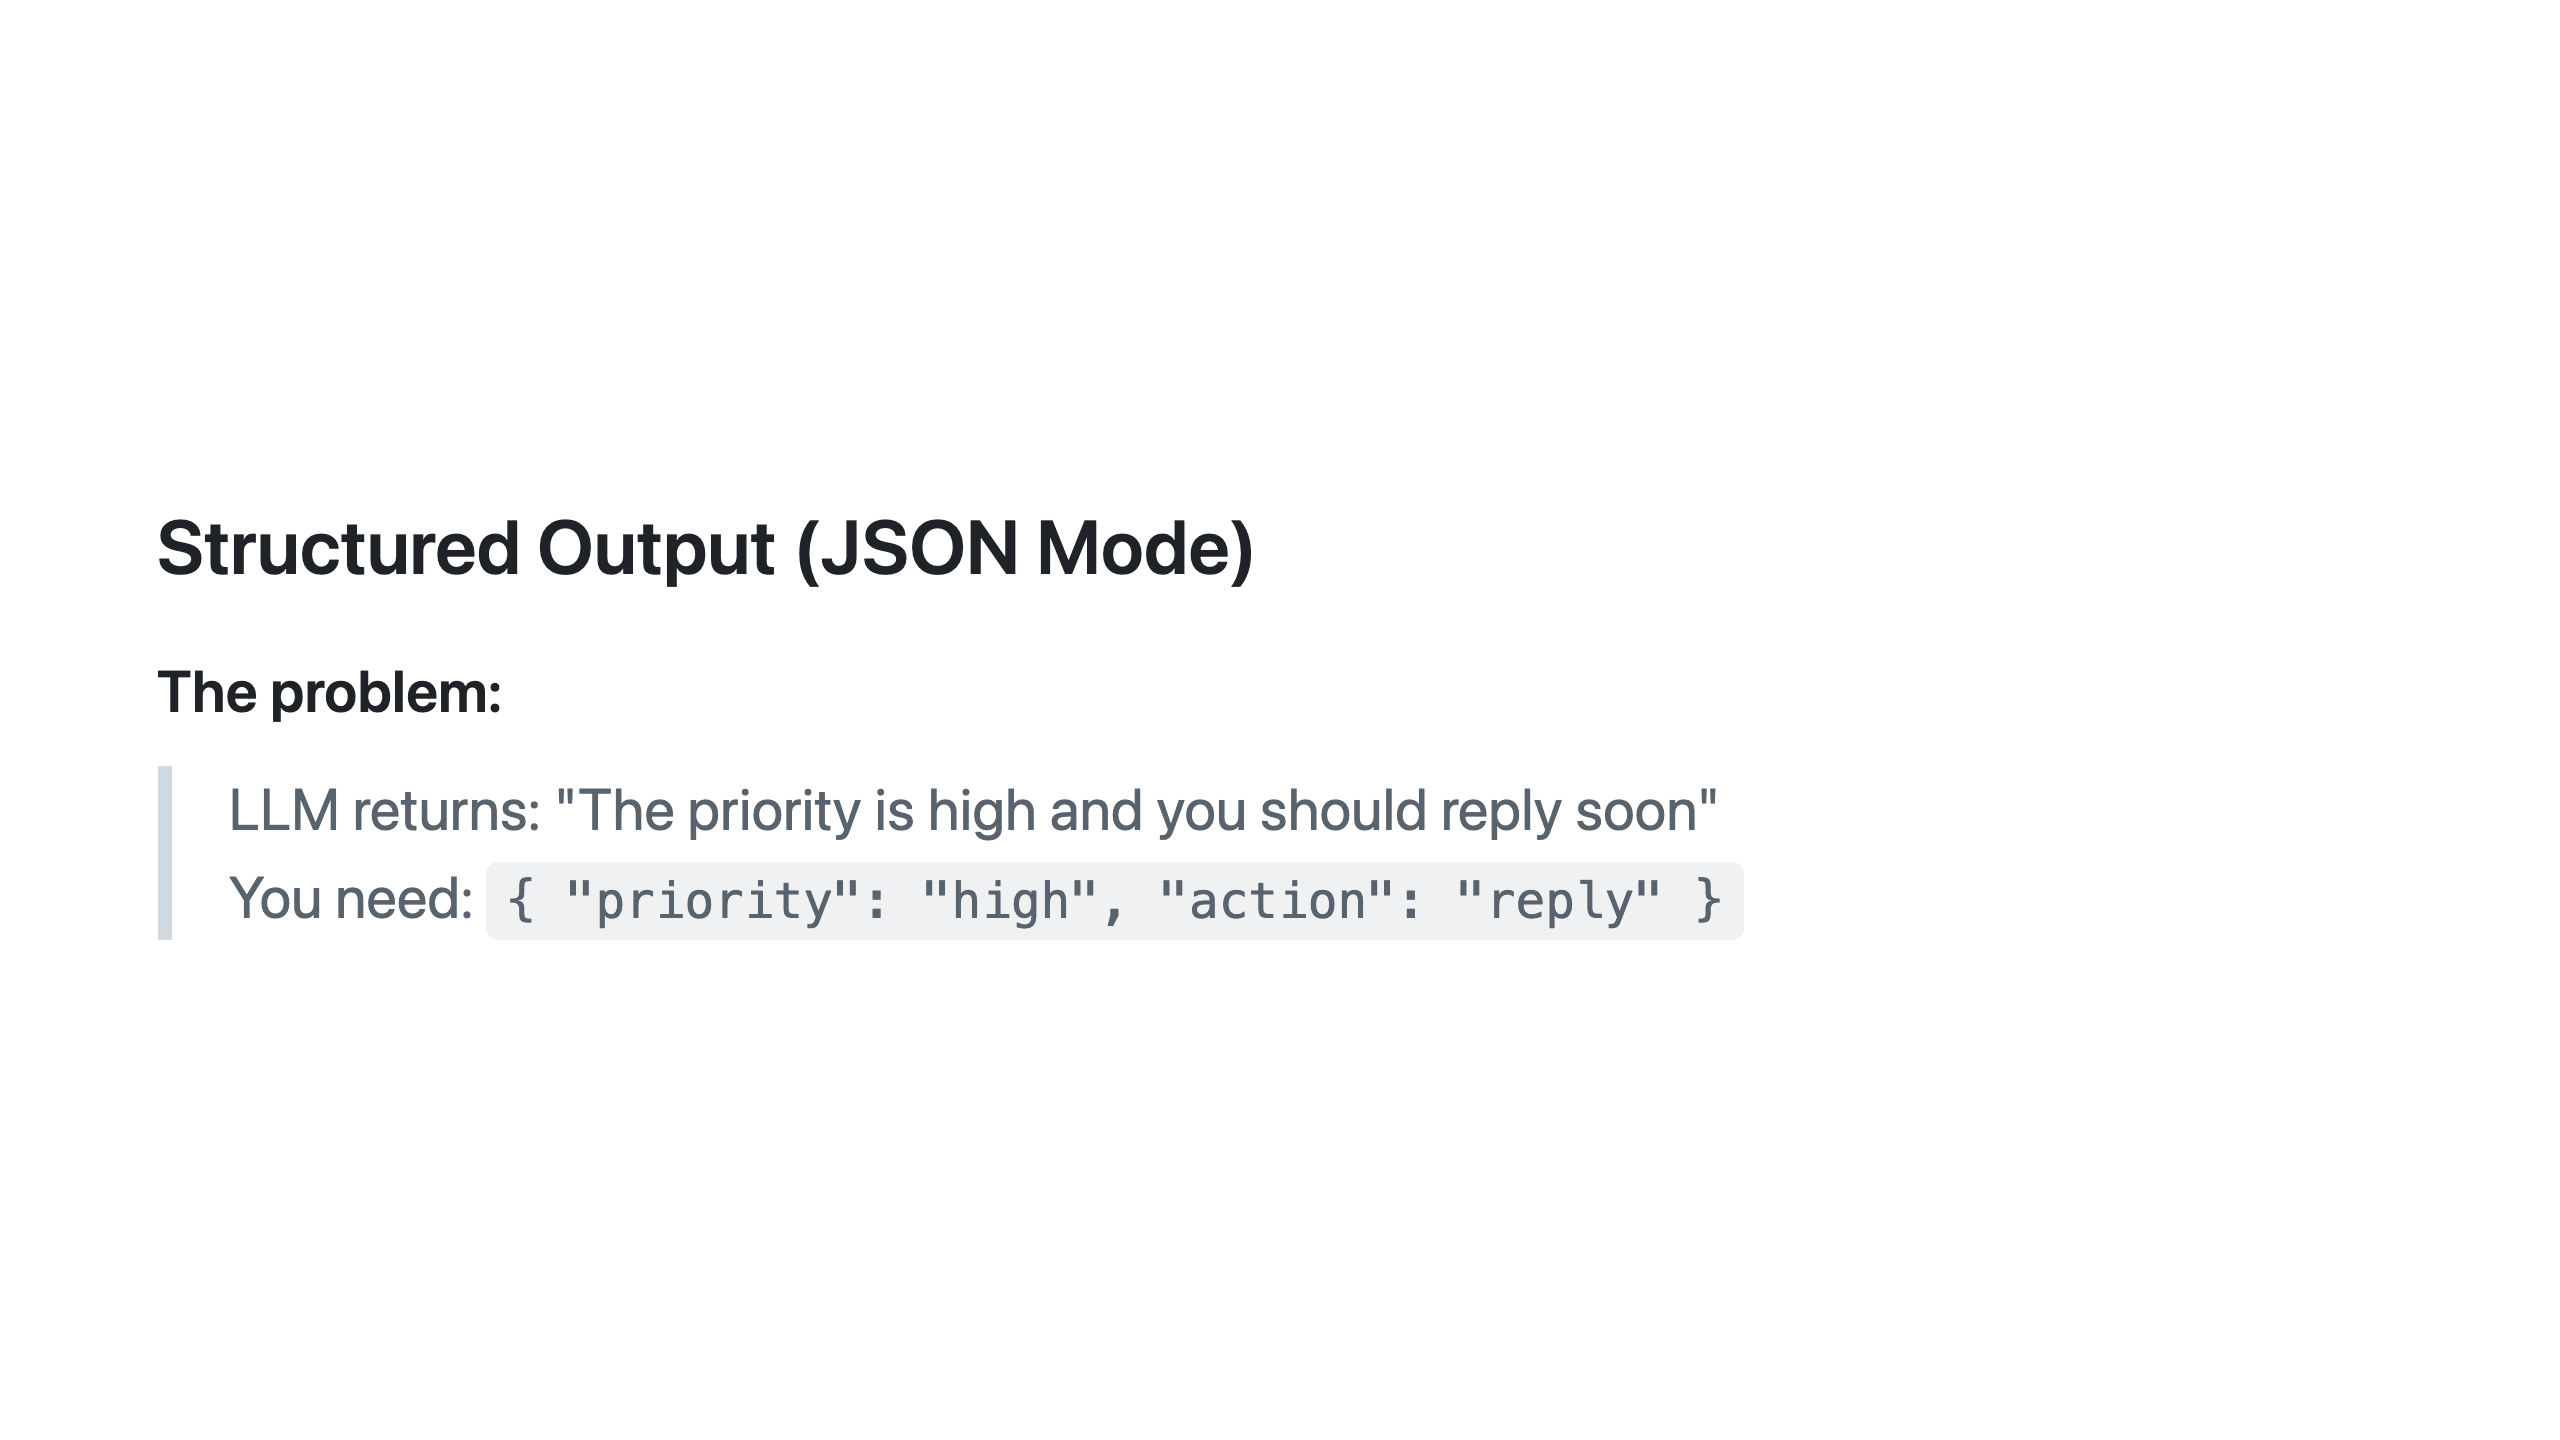 Structured Output (JSON Mode)
The problem:
LLM returns: "The priority is high and you should reply soon"
You need: { "priority": "high", "action": "reply" }